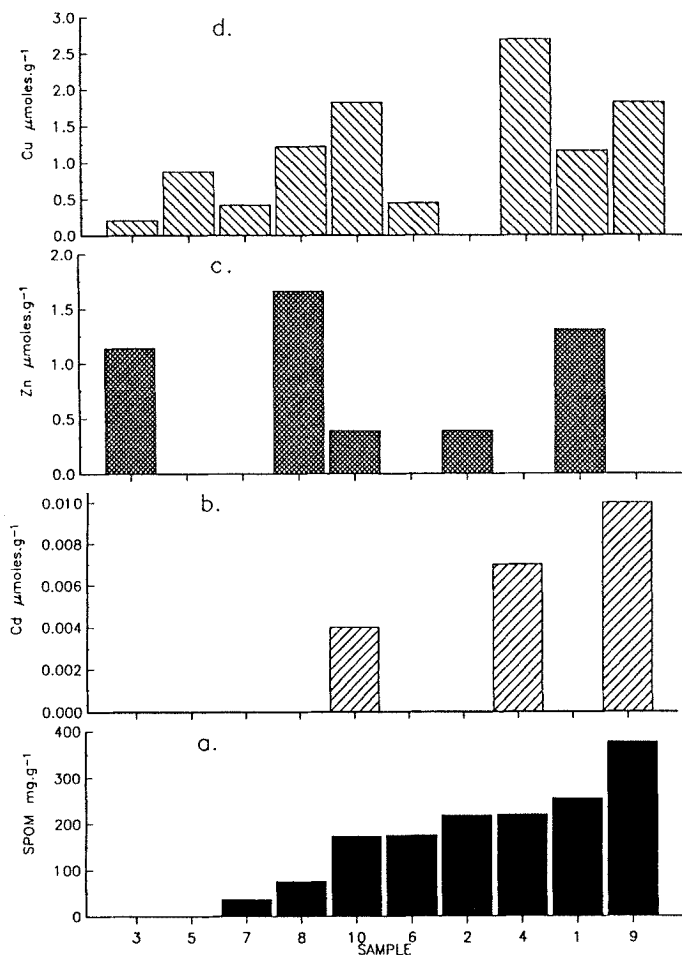 d.
Cu μmoles.g⁻¹
3.0
2.5
2.0
1.5
1.0
0.5
0.0
c.
Zn μmoles.g⁻¹
2.0
1.5
1.0
0.5
0.0
b.
Cd μmoles.g⁻¹
0.010
0.008
0.006
0.004
0.002
0.000
a.
SPOM mg.g⁻¹
400
300
200
100
0
3 5 7 8 10 6 2 4 1 9
SAMPLE